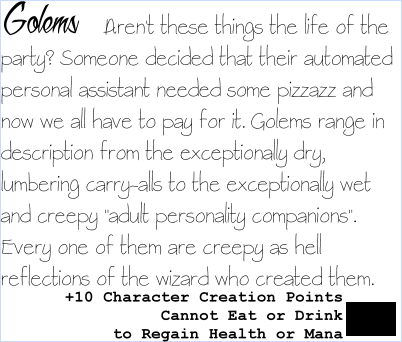 Golems Aren't these things the life of the
party? Someone decided that their automated
personal assistant needed some pizzazz and
now we all have to pay for it. Golems range in
description from the exceptionally dry,
lumbering carry-alls to the exceptionally wet
and creepy "adult personality companions".
Every one of them are creepy as hell
reflections of the wizard who created them.
+10 Character Creation Points
Cannot Eat or Drink
to Regain Health or Mana